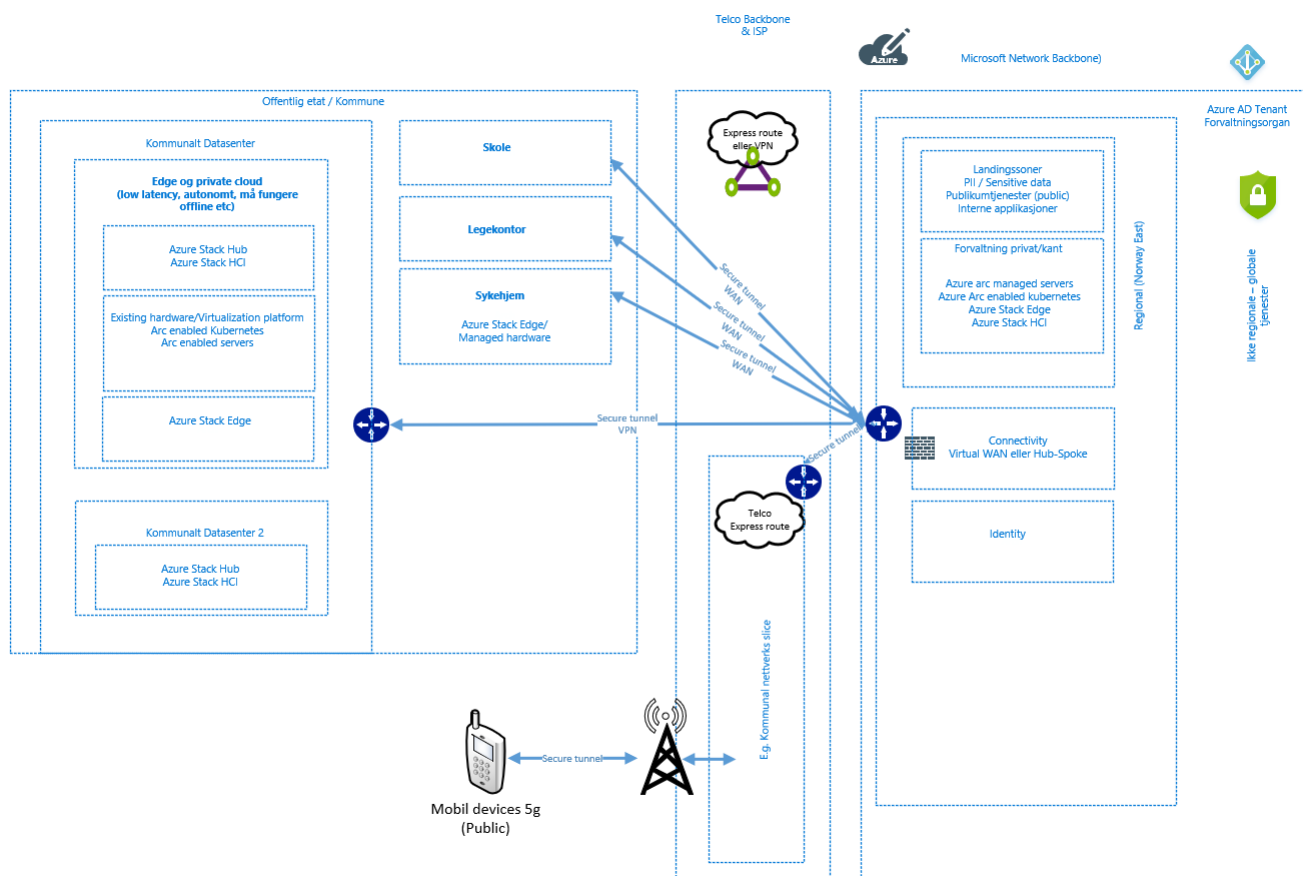 Telco Backbone
& ISP
Azure
Microsoft Network Backbone)
Azure AD Tenant
Forvaltningsorgan
Offentlig etat / Kommune
Kommunalt Datasenter
Edge og private cloud
(low latency, autonomt, må fungere
offline etc)
Azure Stack Hub
Azure Stack HCI
Existing hardware/Virtualization platform
Arc enabled Kubernetes
Arc enabled servers
Azure Stack Edge
Kommunalt Datasenter 2
Azure Stack Hub
Azure Stack HCI
Skole
Legekontor
Sykehjem
Azure Stack Edge/
Managed hardware
Express route
eller VPN
Secure tunnel
WAN
Secure tunnel
WAN
Secure tunnel
WAN
Secure tunnel
VPN
Secure tunnel
Telco
Express route
E.g. Kommunal nettverks slice
Secure tunnel
Mobil devices 5g
(Public)
Landingssoner
PII / Sensitive data
Publikumtjenester (public)
Interne applikasjoner
Forvaltning privat/kant
Azure arc managed servers
Azure Arc enabled kubernetes
Azure Stack Edge
Azure Stack HCI
Regional (Norway East)
Connectivity
Virtual WAN eller Hub-Spoke
Identity
Ikke regionale – globale
tjenester